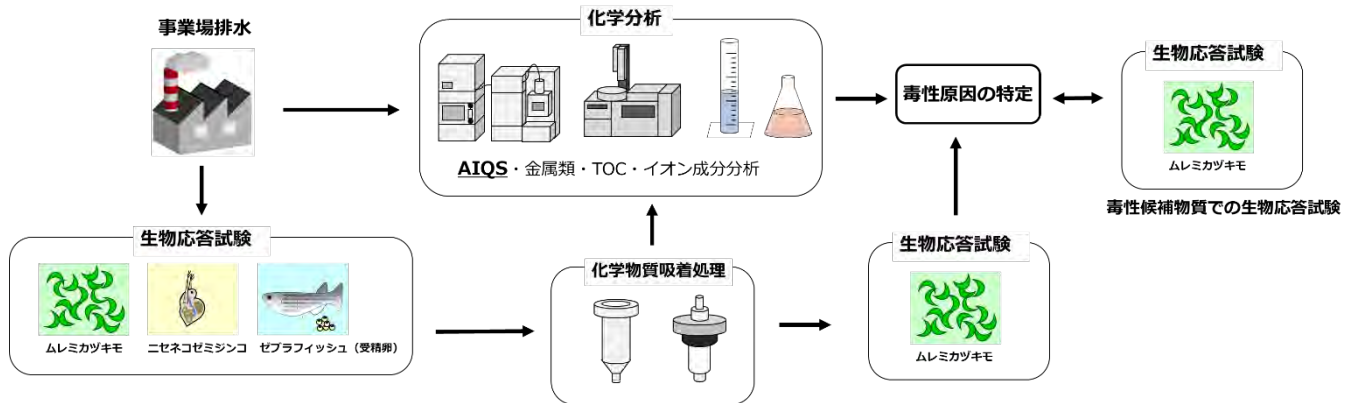 事業場排水
化学分析
AIQS・金属類・TOC・イオン成分分析
毒性原因の特定
生物応答試験
ムレミカヅキモ
毒性候補物質での生物応答試験
生物応答試験
ムレミカヅキモ
ニセネコゼミジンコ
ゼブラフィッシュ（受精卵）
化学物質吸着処理
生物応答試験
ムレミカヅキモ